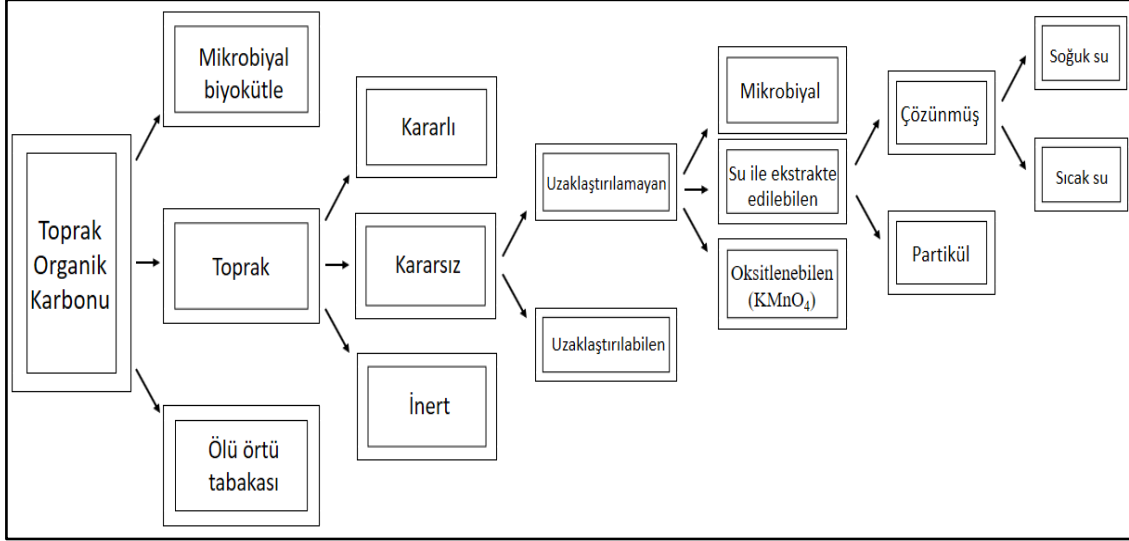 Toprak
Organik
Karbonu
Mikrobiyal
biyokütle
Toprak
Ölü örtü
tabakası
Kararlı
Kararsız
İnert
Uzaklaştırılamayan
Uzaklaştırılabilen
Mikrobiyal
Su ile ekstrakte
edilebilen
Oksitlenebilen
(KMnO₄)
Çözünmüş
Partikül
Soğuk su
Sıcak su